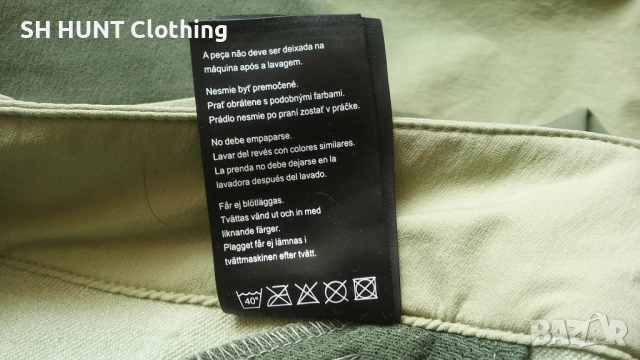 SH HUNT Clothing
A peça não deve ser deixada na
máquina após a lavagem.
Nesmie byť premočené.
Prať obrátene s podobnými farbami.
Prádlo nesmie po praní zostať v práčke.
No debe empaparse.
Lavar del revés con colores similares.
La prenda no debe dejarse en la
lavadora después del lavado.
Får ej blötläggas.
Tvättas vänd ut och in med
liknande färger.
Plagget får ej lämnas i
tvättmaskinen efter tvätt.
40°
BAZAR